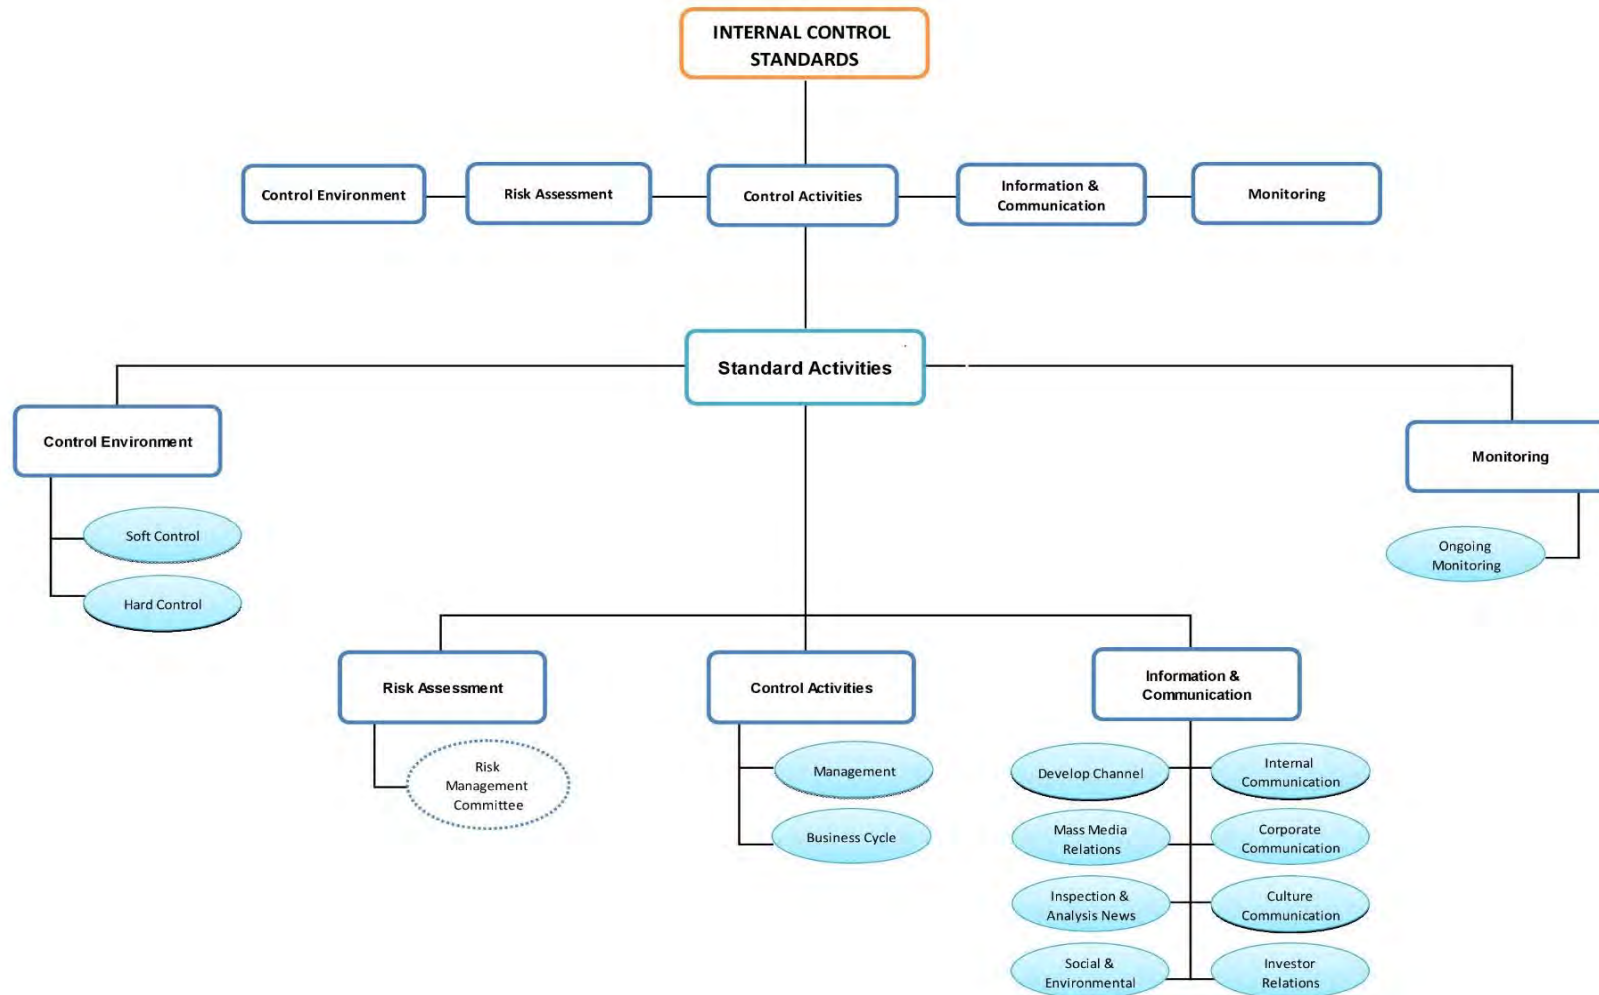 INTERNAL CONTROL
STANDARDS
Control Environment
Risk Assessment
Control Activities
Information &
Communication
Monitoring
Standard Activities
Control Environment
Soft Control
Hard Control
Monitoring
Ongoing
Monitoring
Risk Assessment
Risk
Management
Committee
Control Activities
Management
Business Cycle
Information &
Communication
Develop Channel
Internal
Communication
Mass Media
Relations
Corporate
Communication
Inspection &
Analysis News
Culture
Communication
Social &
Environmental
Investor
Relations